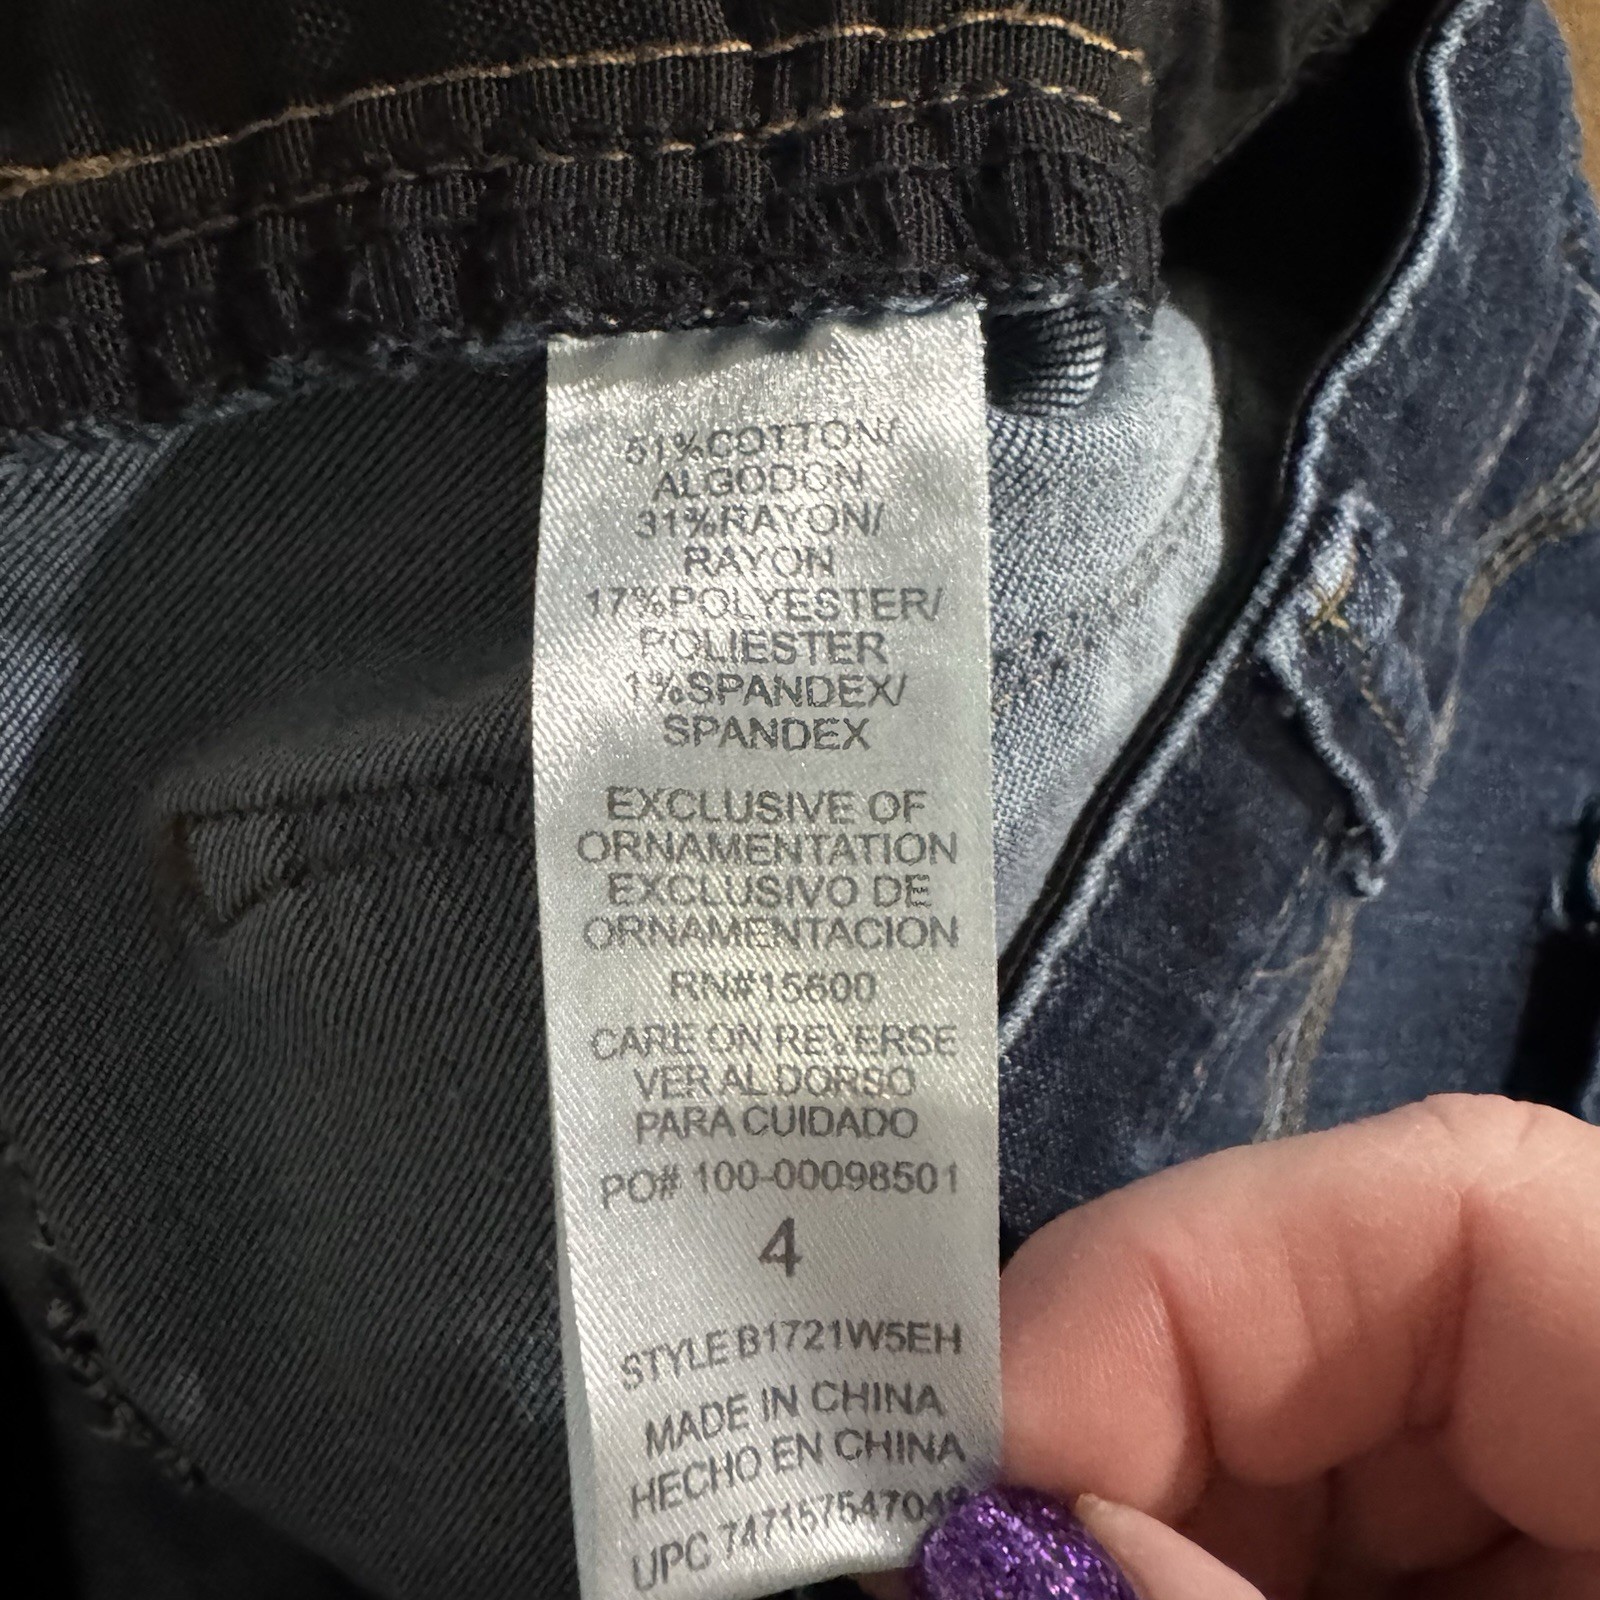 51%COTTON/
ALGODON
31%RAYON/
RAYON
17%POLYESTER/
POLIESTER
1%SPANDEX/
SPANDEX
EXCLUSIVE OF
ORNAMENTATION
EXCLUSIVO DE
ORNAMENTACION
RN#15600
CARE ON REVERSE
VER AL DORSO
PARA CUIDADO
PO# 100-00098501
4
STYLE B1721W5EH
MADE IN CHINA
HECHO EN CHINA
UPC